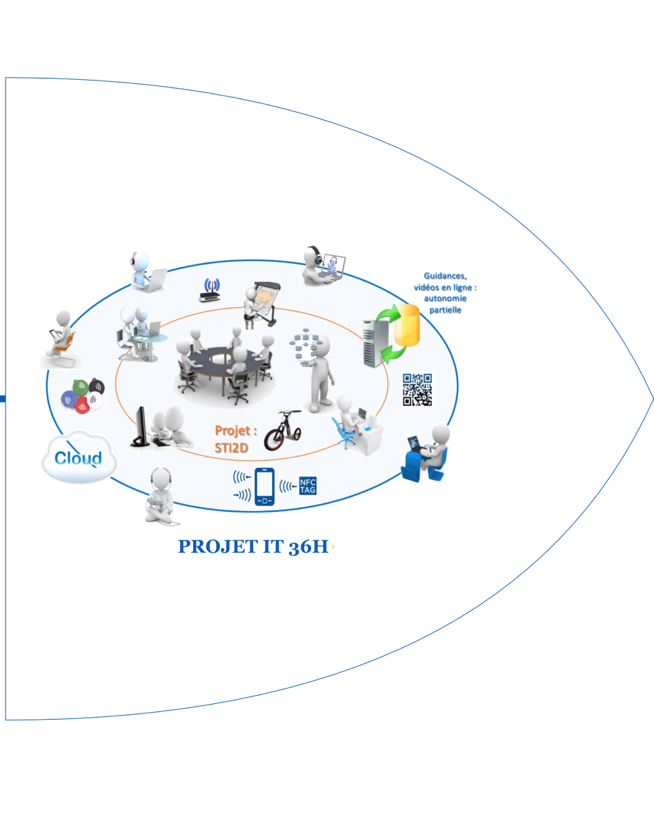 Guidances,
vidéos en ligne :
autonomie
partielle
Projet :
STI2D
Cloud
NFC
TAG
PROJET IT 36H